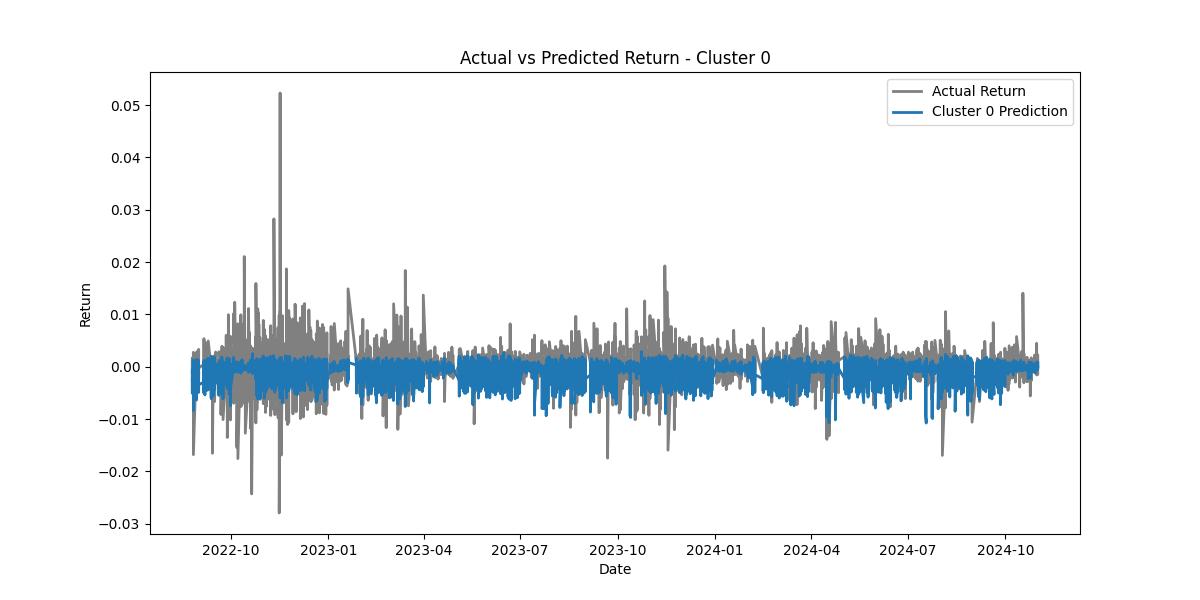 Actual vs Predicted Return - Cluster 0
Actual Return
Cluster 0 Prediction
Return
0.05
0.04
0.03
0.02
0.01
0.00
−0.01
−0.02
−0.03
2022-10 2023-01 2023-04 2023-07 2023-10 2024-01 2024-04 2024-07 2024-10
Date